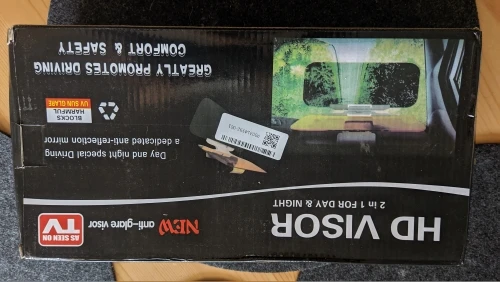 HD VISOR
2 in 1 FOR DAY & NIGHT
NEW anti-glare visor
AS SEEN ON
TV
Day and night special Driving
a dedicated anti-reflection mirror
BLOCKS
HARMFUL
UV SUN GLARE
GREATLY PROMOTES DRIVING
COMFORT & SAFETY